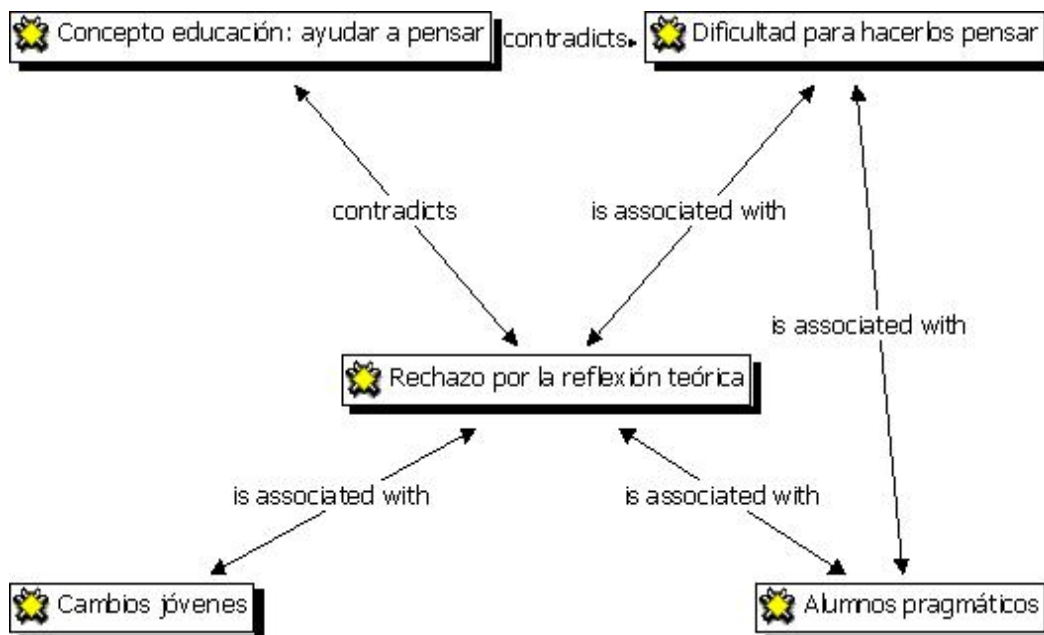 Concepto educación: ayudar a pensar
contradicts
Dificultad para hacerlos pensar
contradicts
is associated with
is associated with
Rechazo por la reflexión teórica
is associated with
is associated with
Cambios jóvenes
Alumnos pragmáticos